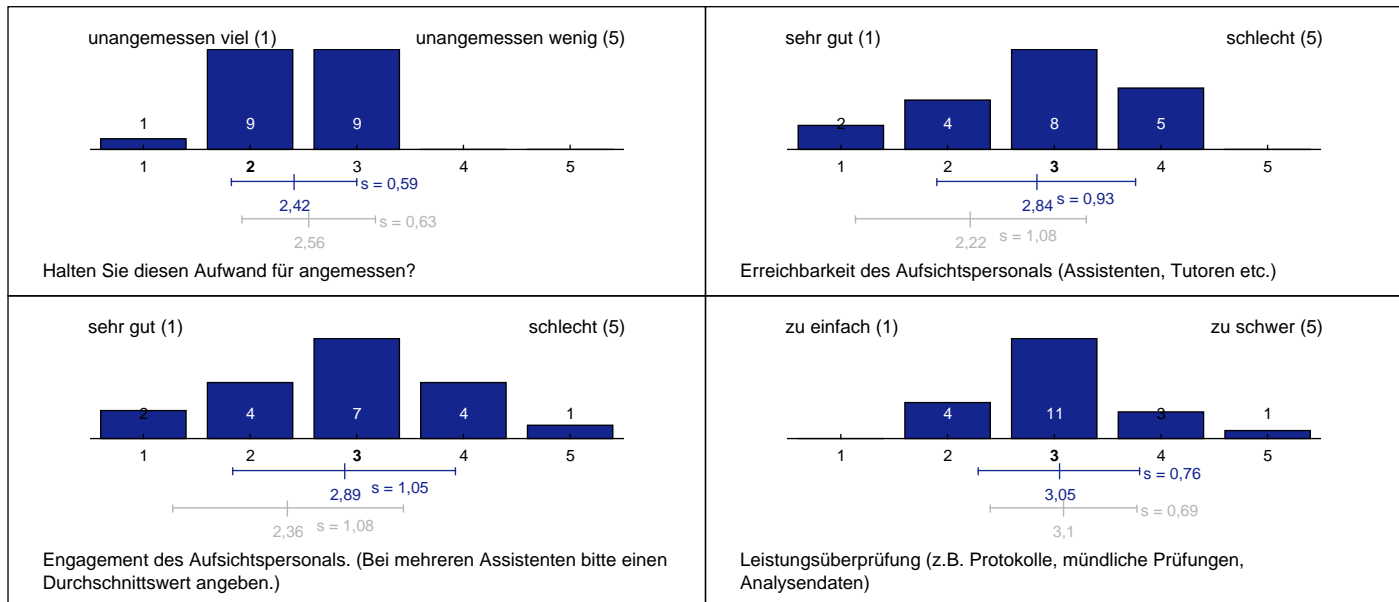 unangemessen viel (1) unangemessen wenig (5)
1 9 9
1 2 3 4 5
s = 0,59
2,42
s = 0,63
2,56
Halten Sie diesen Aufwand für angemessen?
sehr gut (1) schlecht (5)
2 4 8 5
1 2 3 4 5
2,84 s = 0,93
2,22 s = 1,08
Erreichbarkeit des Aufsichtspersonals (Assistenten, Tutoren etc.)
sehr gut (1) schlecht (5)
2 4 7 4 1
1 2 3 4 5
2,89 s = 1,05
2,36 s = 1,08
Engagement des Aufsichtspersonals. (Bei mehreren Assistenten bitte einen
Durchschnittswert angeben.)
zu einfach (1) zu schwer (5)
4 11 3 1
1 2 3 4 5
s = 0,76
3,05
s = 0,69
3,1
Leistungsüberprüfung (z.B. Protokolle, mündliche Prüfungen,
Analysendaten)